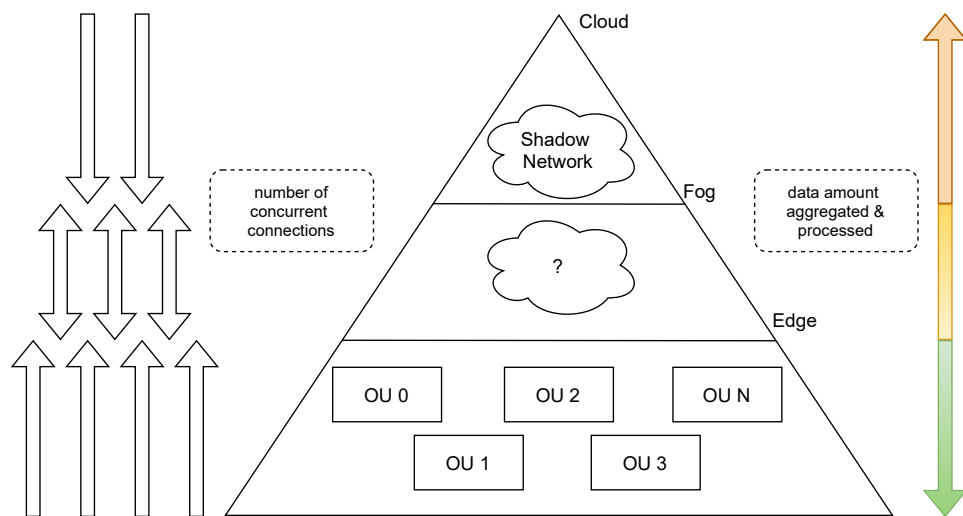 Cloud
Shadow
Network
number of
concurrent
connections
Fog
data amount
aggregated &
processed
?
Edge
OU 0
OU 2
OU N
OU 1
OU 3